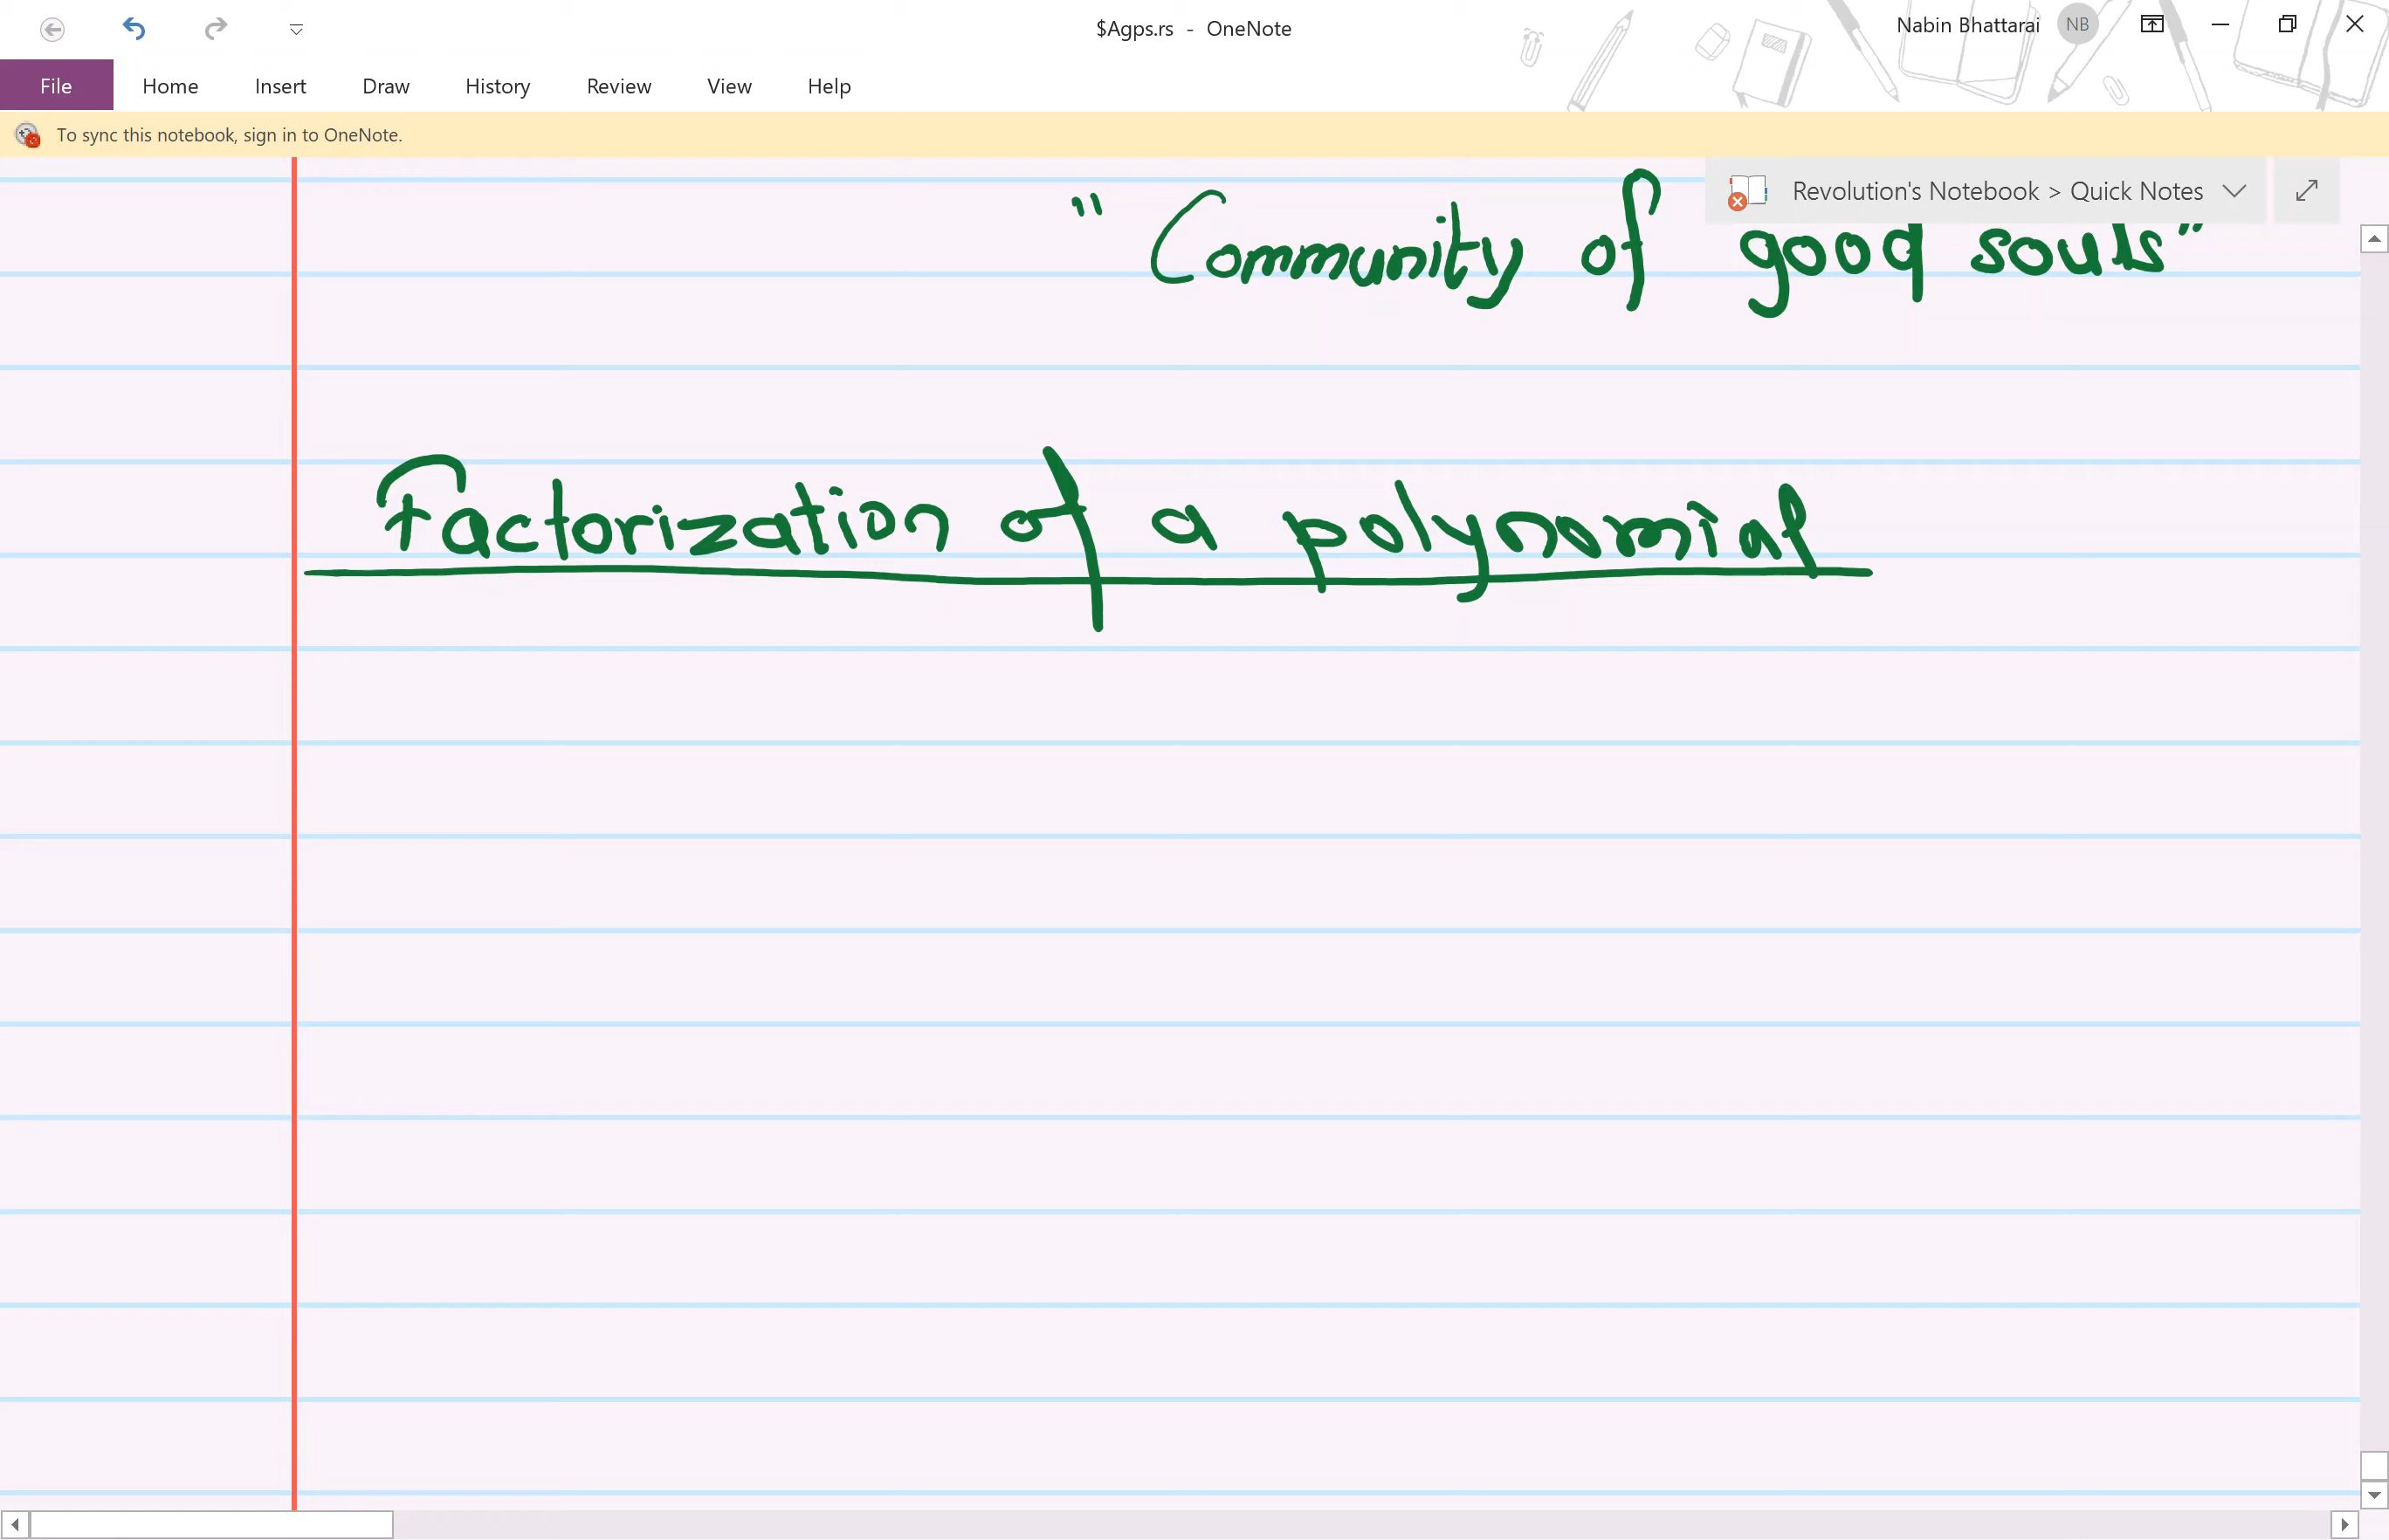 $Agps.rs - OneNote
Nabin Bhattarai NB
File Home Insert Draw History Review View Help
To sync this notebook, sign in to OneNote.
Revolution's Notebook > Quick Notes
"Community of good souls"
Factorization of a polynomial